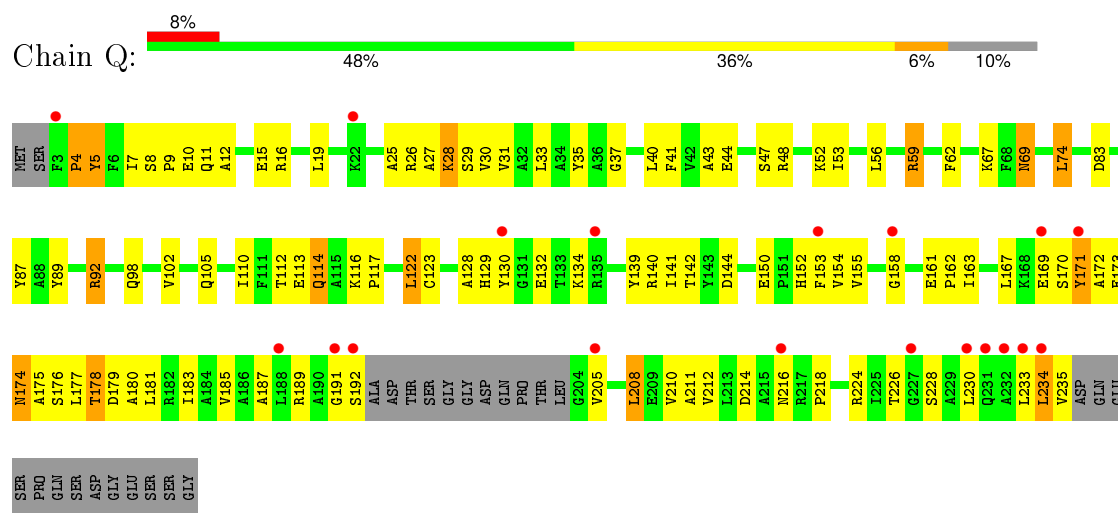 8%
Chain Q:
48% 36% 6% 10%
MET SER F3 P4 Y5 F6 I7 S8 P9 E10 Q11 A12 E15 R16 L19 K22 A25 R26 A27 K28 S29 V30 V31 A32 L33 A34 Y35 A36 G37 L40 F41 V42 A43 E44 S47 R48 K52 I53 L56 R59 F62 K67 F68 N69 L74 D83
Y87 A88 Y89 R92 Q98 V102 Q105 I110 F111 T112 E113 Q114 A115 K116 P117 L122 C123 A128 H129 Y130 G131 E132 T133 K134 R135 Y139 R140 I141 T142 Y143 D144 E150 P151 H152 F153 V154 V155 G158 E161 P162 I163 L167 K168 E169 S170 Y171 A172
N174 A175 S176 L177 T178 D179 A180 L181 R182 I183 A184 V185 A186 A187 L188 R189 A190 G191 S192 ALA ASP THR SER GLY GLY ASP GLN PRO THR LEU G204 V205 L208 E209 V210 A211 V212 L213 D214 A215 N216 R217 P218 R224 I225 T226 G227 S228 A229 L230 Q231 A232 L233 L234 V235 ASP GLN
SER PRO GLN SER ASP GLY GLU SER SER GLY